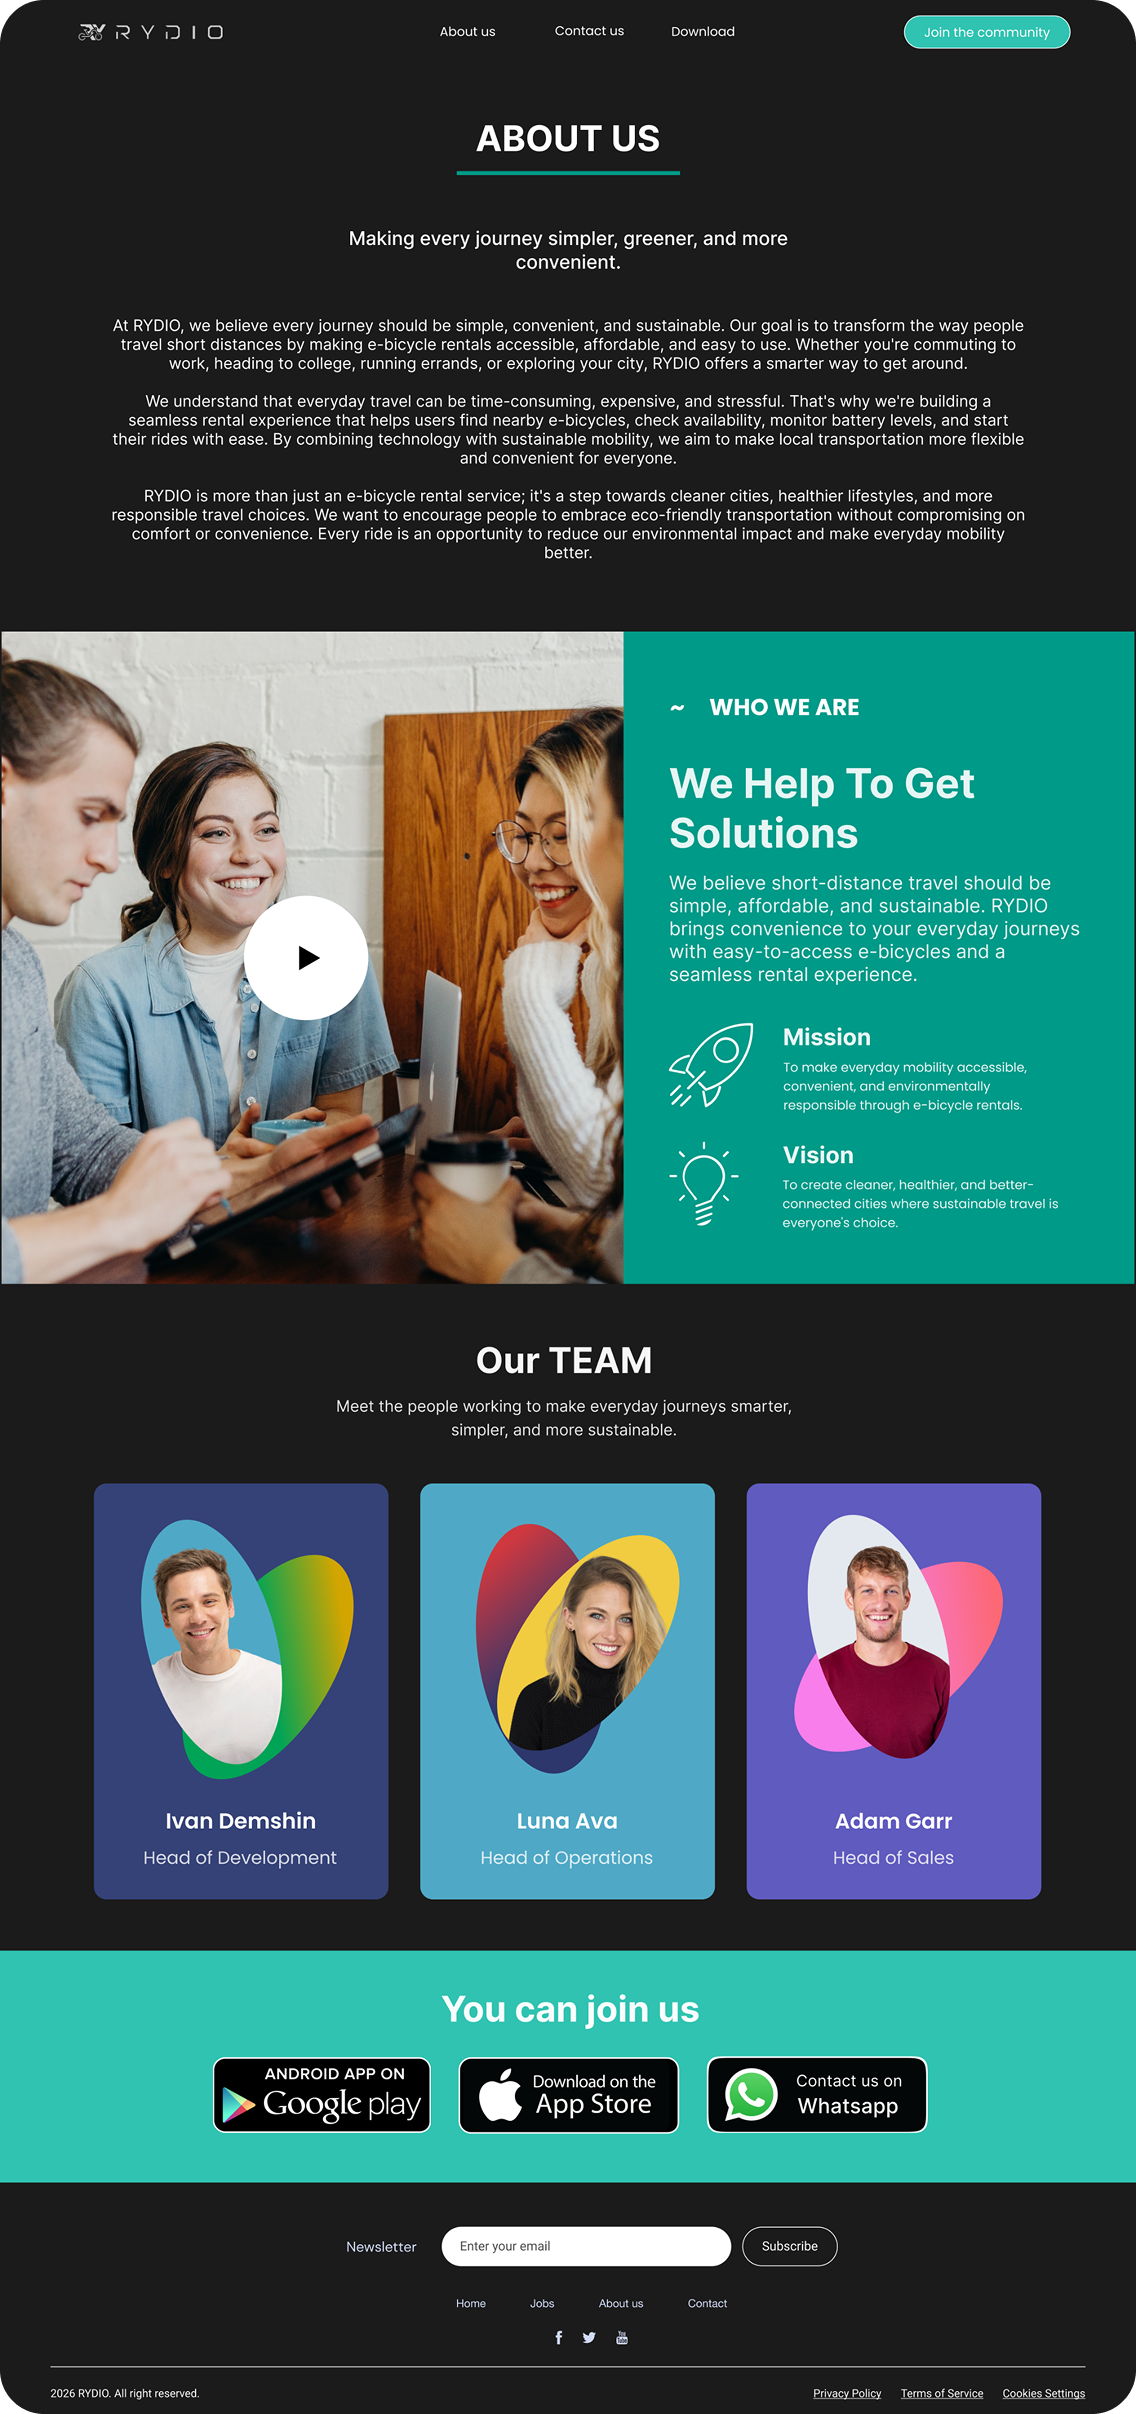 RYDIO
About us
Contact us
Download
Join the community
ABOUT US
Making every journey simpler, greener, and more
convenient.
At RYDIO, we believe every journey should be simple, convenient, and sustainable. Our goal is to transform the way people
travel short distances by making e-bicycle rentals accessible, affordable, and easy to use. Whether you're commuting to
work, heading to college, running errands, or exploring your city, RYDIO offers a smarter way to get around.
We understand that everyday travel can be time-consuming, expensive, and stressful. That's why we're building a
seamless rental experience that helps users find nearby e-bicycles, check availability, monitor battery levels, and start
their rides with ease. By combining technology with sustainable mobility, we aim to make local transportation more flexible
and convenient for everyone.
RYDIO is more than just an e-bicycle rental service; it's a step towards cleaner cities, healthier lifestyles, and more
responsible travel choices. We want to encourage people to embrace eco-friendly transportation without compromising on
comfort or convenience. Every ride is an opportunity to reduce our environmental impact and make everyday mobility
better.
~ WHO WE ARE
We Help To Get
Solutions
We believe short-distance travel should be
simple, affordable, and sustainable. RYDIO
brings convenience to your everyday journeys
with easy-to-access e-bicycles and a
seamless rental experience.
Mission
To make everyday mobility accessible,
convenient, and environmentally
responsible through e-bicycle rentals.
Vision
To create cleaner, healthier, and better-
connected cities where sustainable travel is
everyone's choice.
Our TEAM
Meet the people working to make everyday journeys smarter,
simpler, and more sustainable.
Ivan Demshin
Head of Development
Luna Ava
Head of Operations
Adam Garr
Head of Sales
You can join us
ANDROID APP ON
Google play
Download on the
App Store
Contact us on
Whatsapp
Newsletter
Enter your email
Subscribe
Home
Jobs
About us
Contact
You
Tube
2026 RYDIO. All right reserved.
Privacy Policy
Terms of Service
Cookies Settings